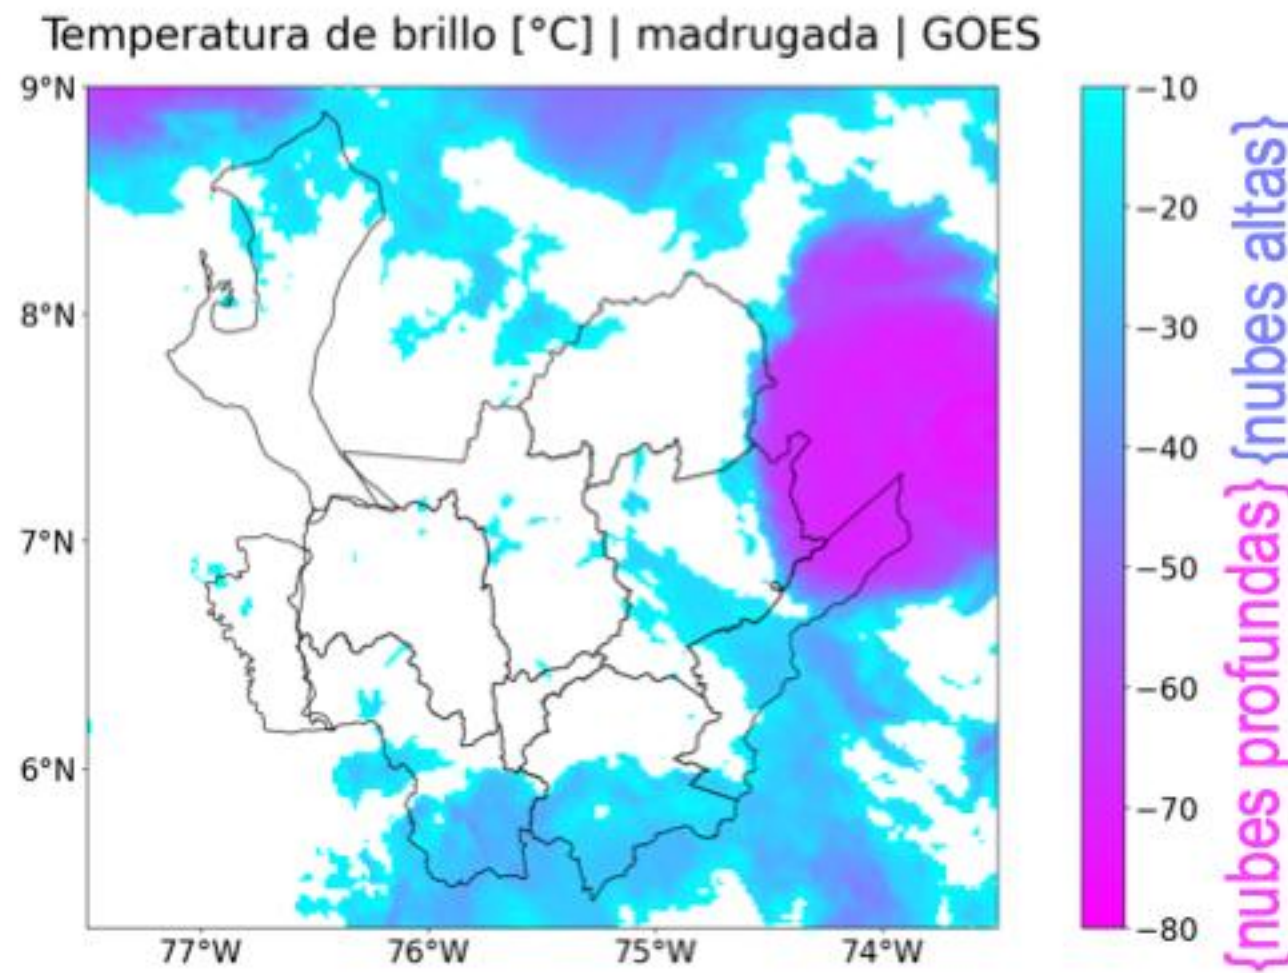 Temperatura de brillo [°C] | madrugada | GOES
9°N
8°N
7°N
6°N
77°W
76°W
75°W
74°W
−10
−20
−30
−40
−50
−60
−70
−80
{nubes profundas} {nubes altas}